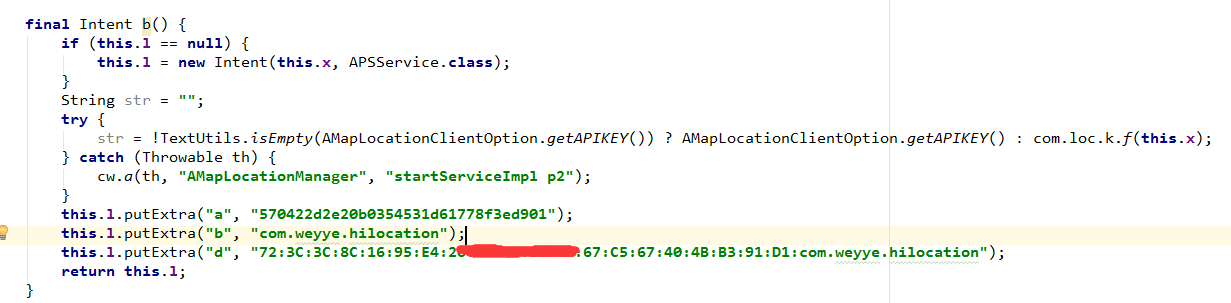 final Intent b() {
if (this.l == null) {
this.l = new Intent(this.x, APSService.class);
}
String str = "";
try {
str = !TextUtils.isEmpty(AMapLocationClientOption.getAPIKEY()) ? AMapLocationClientOption.getAPIKEY() : com.loc.k.f(this.x);
} catch (Throwable th) {
cw.a(th, "AMapLocationManager", "startServiceImpl p2");
}
this.l.putExtra("a", "570422d2e20b0354531d61778f3ed901");
this.l.putExtra("b", "com.weyye.hilocation");
this.l.putExtra("d", "72:3C:3C:8C:16:95:E4: :67:C5:67:40:4B:B3:91:D1:com.weyye.hilocation");
return this.l;
}